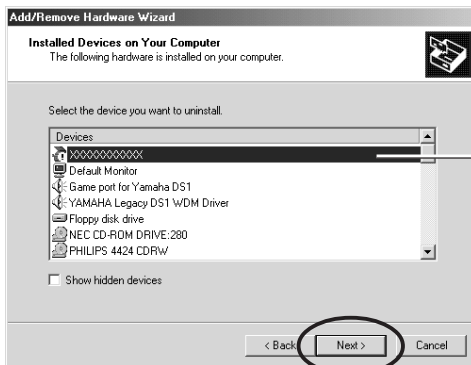 Add/Remove Hardware Wizard
Installed Devices on Your Computer
The following hardware is installed on your computer.
Select the device you want to uninstall.
Devices
XXXXXXXXXXX
Default Monitor
Game port for Yamaha DS1
YAMAHA Legacy DS1 WDM Driver
Floppy disk drive
NEC CD-ROM DRIVE:280
PHILIPS 4424 CDRW
Show hidden devices
< Back
Next >
Cancel